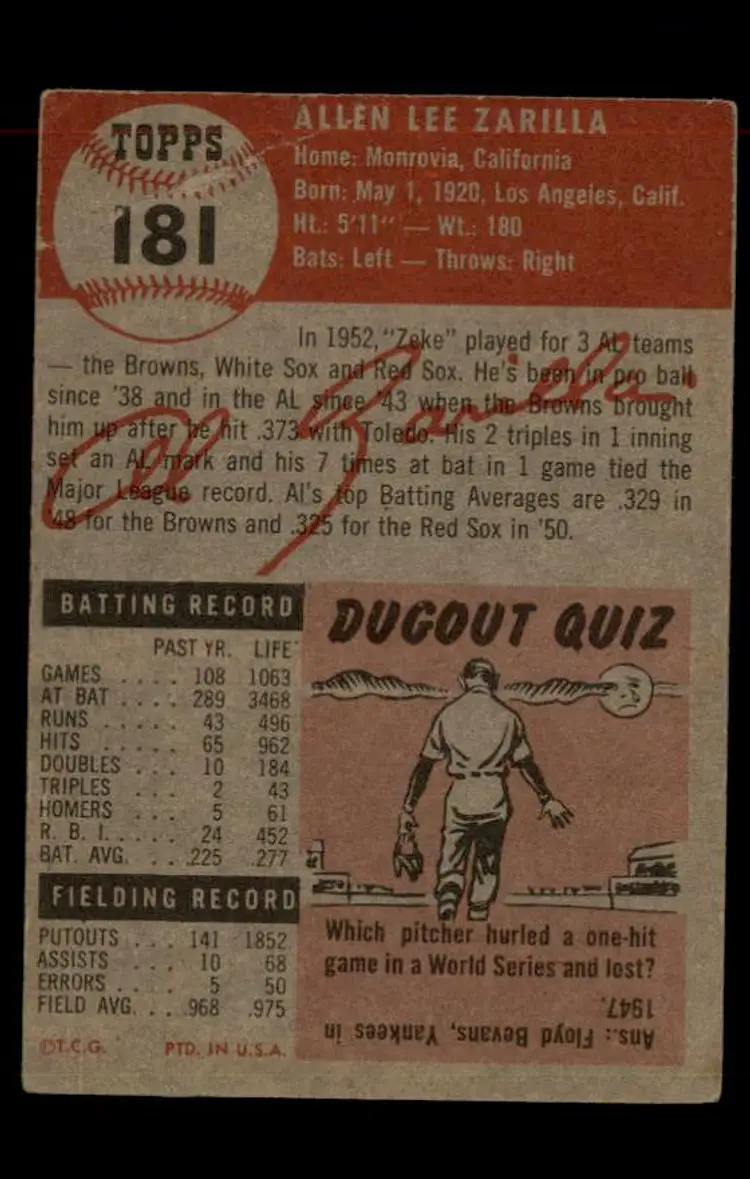 TOPPS
181
ALLEN LEE ZARILLA
Home: Monrovia, California
Born: May 1, 1920, Los Angeles, Calif.
Ht.: 5'11" — Wt.: 180
Bats: Left — Throws: Right
In 1952, "Zeke" played for 3 AL teams
— the Browns, White Sox and Red Sox. He's been in pro ball
since '38 and in the AL since '43 when the Browns brought
him up after he hit .373 with Toledo. His 2 triples in 1 inning
set an AL mark and his 7 times at bat in 1 game tied the
Major League record. Al's top Batting Averages are .329 in
'48 for the Browns and .325 for the Red Sox in '50.
Al Zarilla
BATTING RECORD
PAST YR. LIFE
GAMES .... 108 1063
AT BAT .... 289 3468
RUNS ..... 43 496
HITS ..... 65 962
DOUBLES ... 10 184
TRIPLES ... 2 43
HOMERS ... 5 61
R. B. I. .... 24 452
BAT. AVG. .. .225 .277
FIELDING RECORD
PUTOUTS ... 141 1852
ASSISTS .... 10 68
ERRORS .... 5 50
FIELD AVG. .. .968 .975
©T.C.G. PTD. IN U.S.A.
DUGOUT QUIZ
Which pitcher hurled a one-hit
game in a World Series and lost?
Ans.: Floyd Bevans, Yankees in
1947.